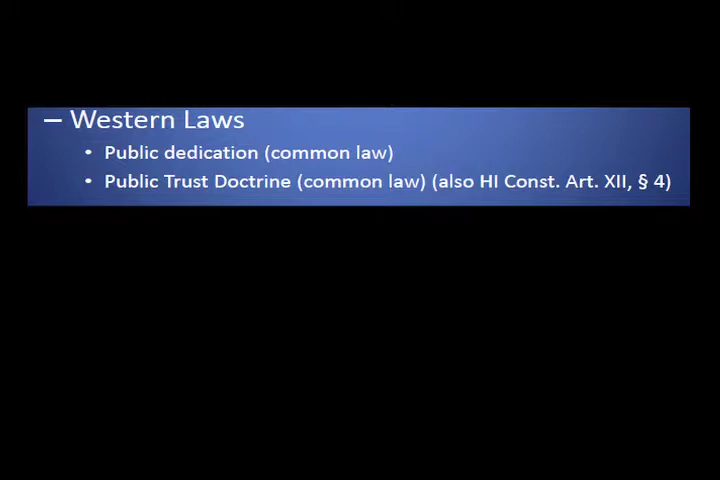 – Western Laws
• Public dedication (common law)
• Public Trust Doctrine (common law) (also HI Const. Art. XII, § 4)